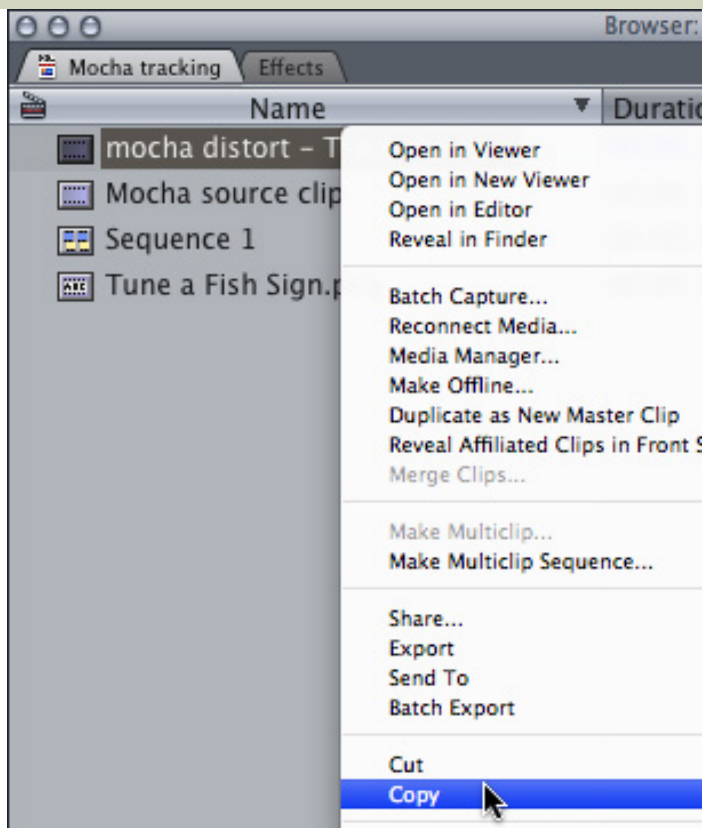 Browser:
Mocha tracking Effects
Name Duratio
mocha distort – T
Mocha source clip
Sequence 1
Tune a Fish Sign.p
Open in Viewer
Open in New Viewer
Open in Editor
Reveal in Finder
Batch Capture...
Reconnect Media...
Media Manager...
Make Offline...
Duplicate as New Master Clip
Reveal Affiliated Clips in Front S
Merge Clips...
Make Multiclip...
Make Multiclip Sequence...
Share...
Export
Send To
Batch Export
Cut
Copy